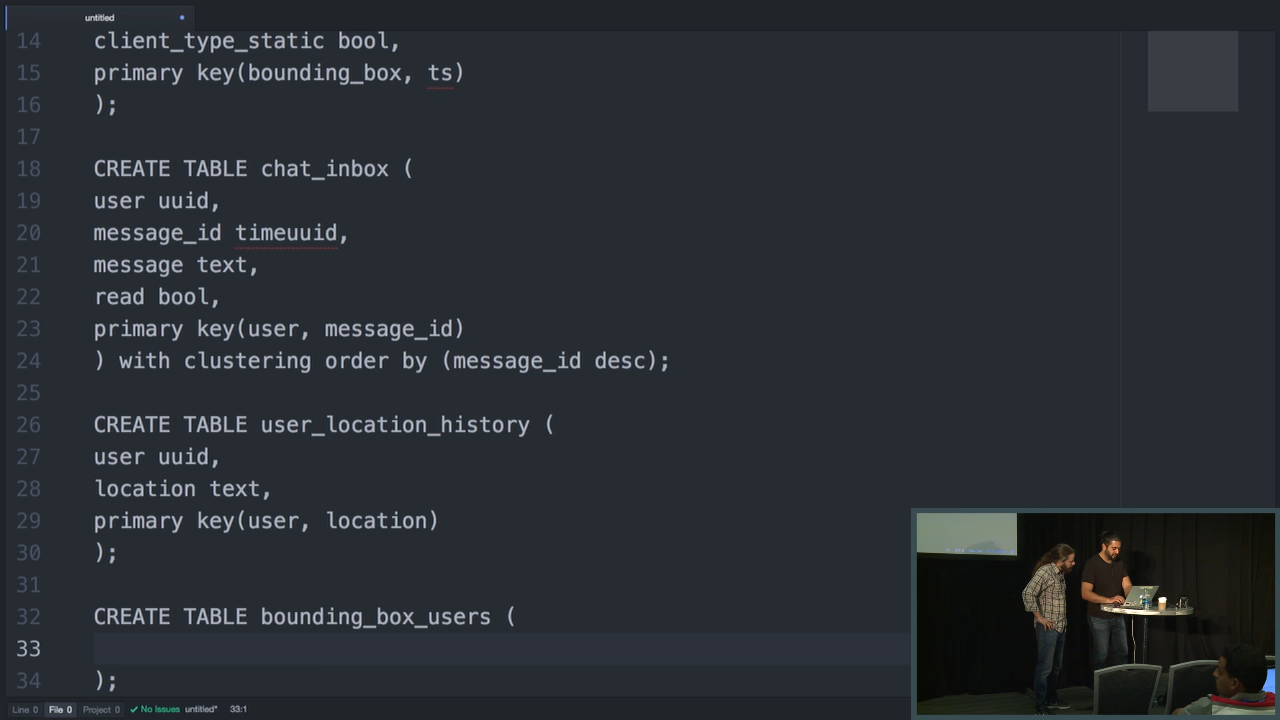 untitled
14 client_type_static bool,
15 primary key(bounding_box, ts)
16 );
17
18 CREATE TABLE chat_inbox (
19 user uuid,
20 message_id timeuuid,
21 message text,
22 read bool,
23 primary key(user, message_id)
24 ) with clustering order by (message_id desc);
25
26 CREATE TABLE user_location_history (
27 user uuid,
28 location text,
29 primary key(user, location)
30 );
31
32 CREATE TABLE bounding_box_users (
33
34 );
Line 0 File 0 Project 0 No Issues untitled* 33:1